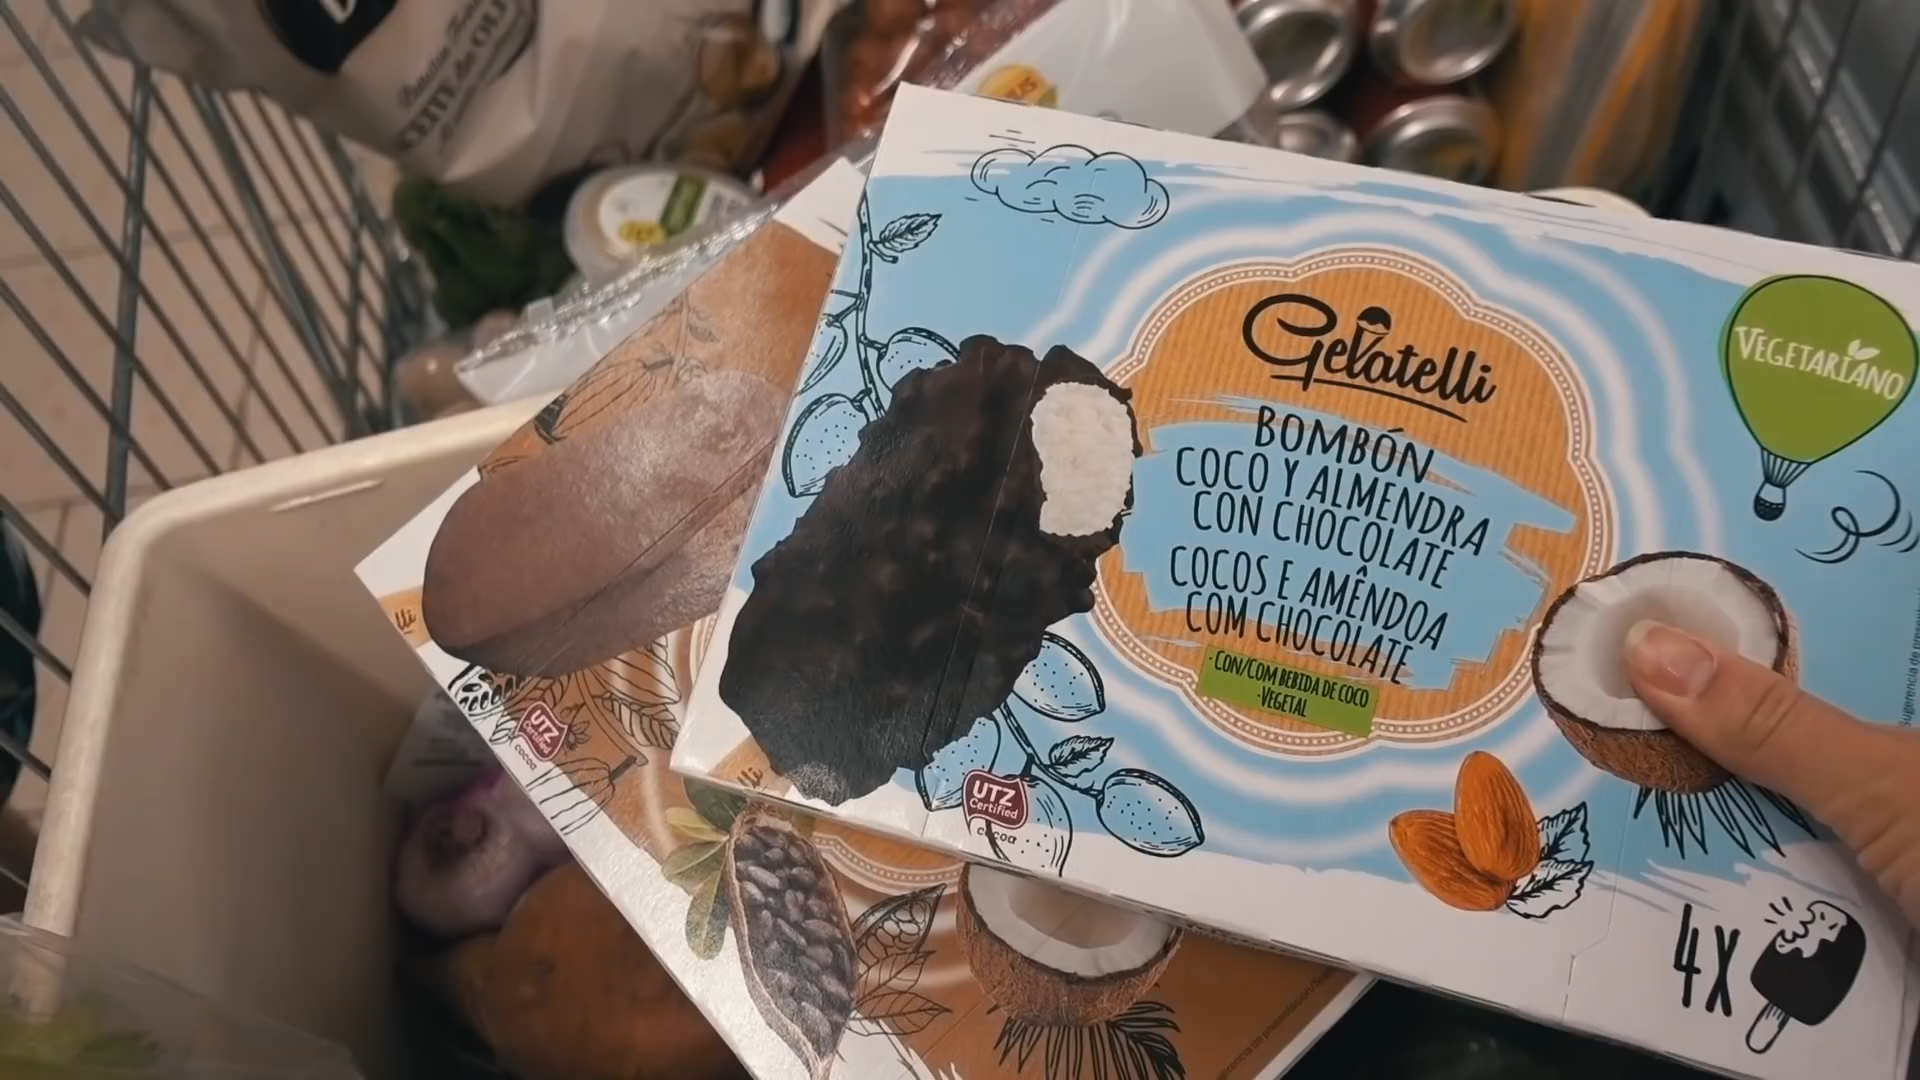 Gelatelli
BOMBÓN
COCO Y ALMENDRA
CON CHOCOLATE
COCOS E AMÊNDOA
COM CHOCOLATE
·CON/COM BEBIDA DE COCO
·VEGETAL
VEGETARIANO
UTZ
Certified
cocoa
4X
UTZ
Certified
cocoa